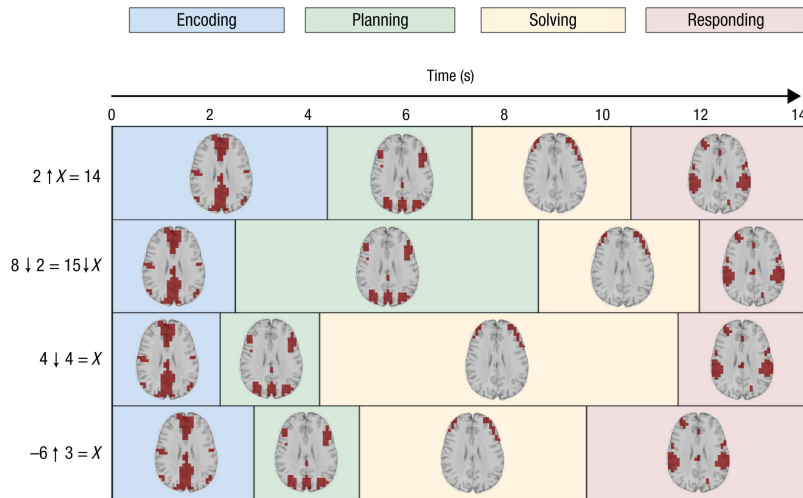 Encoding Planning Solving Responding
Time (s)
0 2 4 6 8 10 12 14
2 ↑ X = 14
8 ↓ 2 = 15↓X
4 ↓ 4 = X
–6 ↑ 3 = X